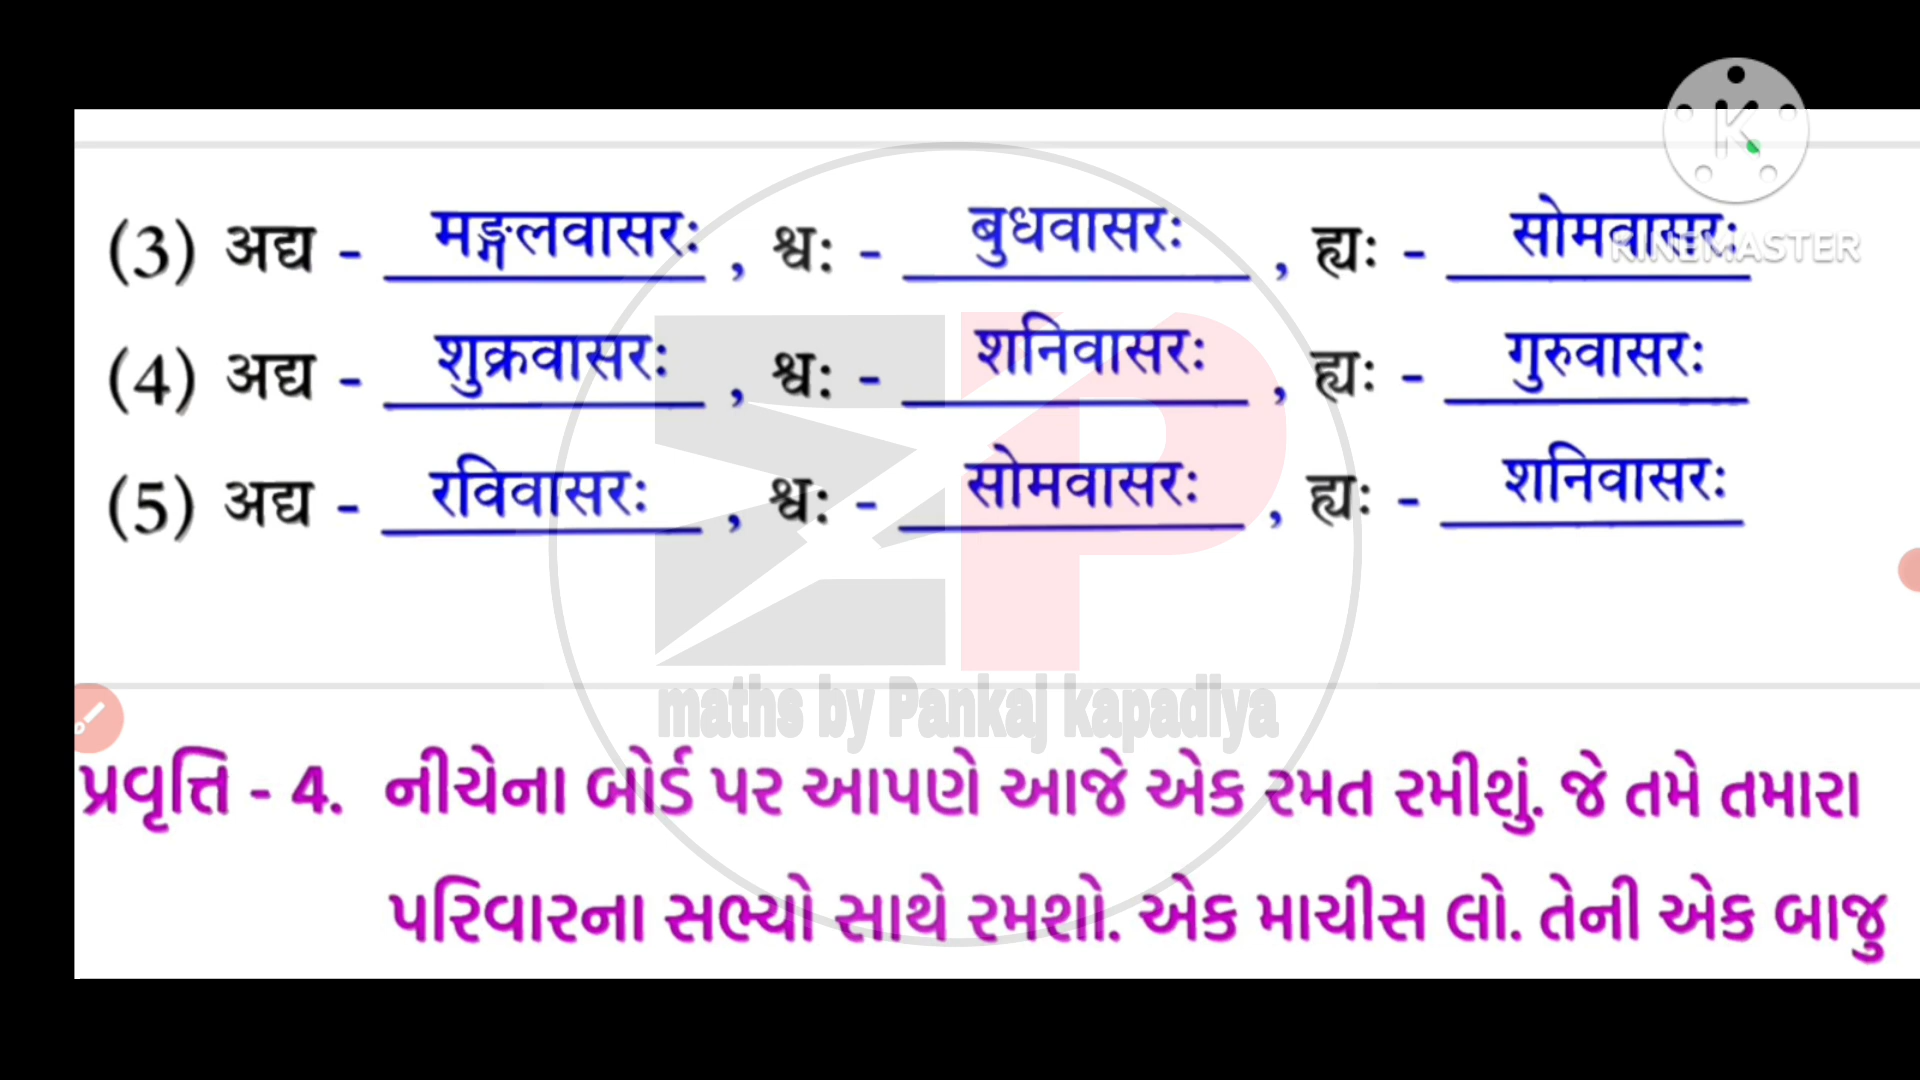 (3) अद्य - मङ्गलवासरः , श्वः - बुधवासरः , ह्यः - सोमवासरः
KINEMASTER
(4) अद्य - शुक्रवासरः , श्वः - शनिवासरः , ह्यः - गुरुवासरः
(5) अद्य - रविवासरः , श्वः - सोमवासरः , ह्यः - शनिवासरः
maths by Pankaj kapadiya
પ્રવૃત્તિ - 4. નીચેના બોર્ડ પર આપણે આજે એક રમત રમીશું. જે તમે તમારા
પરિવારના સભ્યો સાથે રમશો. એક માચીસ લો. તેની એક બાજુ